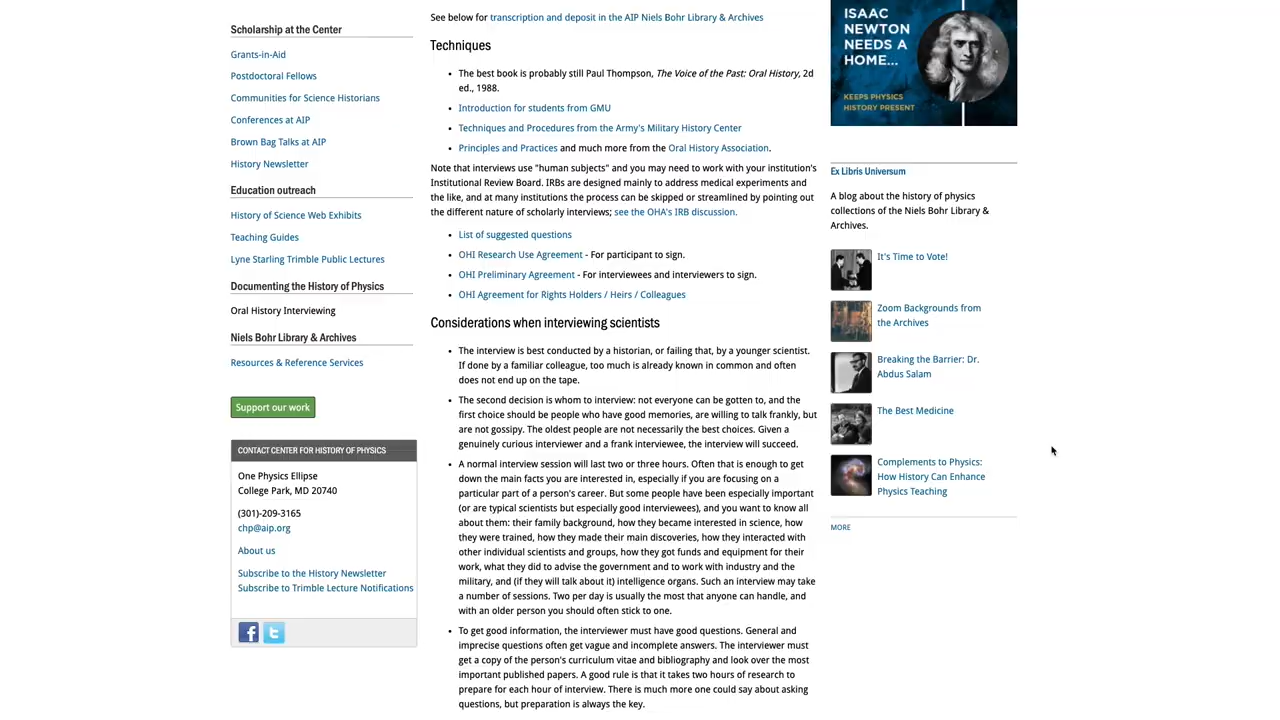 Scholarship at the Center
Grants-in-Aid
Postdoctoral Fellows
Communities for Science Historians
Conferences at AIP
Brown Bag Talks at AIP
History Newsletter
Education outreach
History of Science Web Exhibits
Teaching Guides
Lyne Starling Trimble Public Lectures
Documenting the History of Physics
Oral History Interviewing
Niels Bohr Library & Archives
Resources & Reference Services
Support our work
CONTACT CENTER FOR HISTORY OF PHYSICS
One Physics Ellipse
College Park, MD 20740
(301)-209-3165
chp@aip.org
About us
Subscribe to the History Newsletter
Subscribe to Trimble Lecture Notifications
See below for transcription and deposit in the AIP Niels Bohr Library & Archives
Techniques
• The best book is probably still Paul Thompson, The Voice of the Past: Oral History, 2d
ed., 1988.
• Introduction for students from GMU
• Techniques and Procedures from the Army's Military History Center
• Principles and Practices and much more from the Oral History Association.
Note that interviews use "human subjects" and you may need to work with your institution's
Institutional Review Board. IRBs are designed mainly to address medical experiments and
the like, and at many institutions the process can be skipped or streamlined by pointing out
the different nature of scholarly interviews; see the OHA's IRB discussion.
• List of suggested questions
• OHI Research Use Agreement - For participant to sign.
• OHI Preliminary Agreement - For interviewees and interviewers to sign.
• OHI Agreement for Rights Holders / Heirs / Colleagues
Considerations when interviewing scientists
• The interview is best conducted by a historian, or failing that, by a younger scientist.
If done by a familiar colleague, too much is already known in common and often
does not end up on the tape.
• The second decision is whom to interview: not everyone can be gotten to, and the
first choice should be people who have good memories, are willing to talk frankly, but
are not gossipy. The oldest people are not necessarily the best choices. Given a
genuinely curious interviewer and a frank interviewee, the interview will succeed.
• A normal interview session will last two or three hours. Often that is enough to get
down the main facts you are interested in, especially if you are focusing on a
particular part of a person's career. But some people have been especially important
(or are typical scientists but especially good interviewees), and you want to know all
about them: their family background, how they became interested in science, how
they were trained, how they made their main discoveries, how they interacted with
other individual scientists and groups, how they got funds and equipment for their
work, what they did to advise the government and to work with industry and the
military, and (if they will talk about it) intelligence organs. Such an interview may take
a number of sessions. Two per day is usually the most that anyone can handle, and
with an older person you should often stick to one.
• To get good information, the interviewer must have good questions. General and
imprecise questions often get vague and incomplete answers. The interviewer must
get a copy of the person's curriculum vitae and bibliography and look over the most
important published papers. A good rule is that it takes two hours of research to
prepare for each hour of interview. There is much more one could say about asking
questions, but preparation is always the key.
ISAAC
NEWTON
NEEDS A
HOME...
KEEPS PHYSICS
HISTORY PRESENT
Ex Libris Universum
A blog about the history of physics
collections of the Niels Bohr Library &
Archives.
It's Time to Vote!
Zoom Backgrounds from
the Archives
Breaking the Barrier: Dr.
Abdus Salam
The Best Medicine
Complements to Physics:
How History Can Enhance
Physics Teaching
MORE